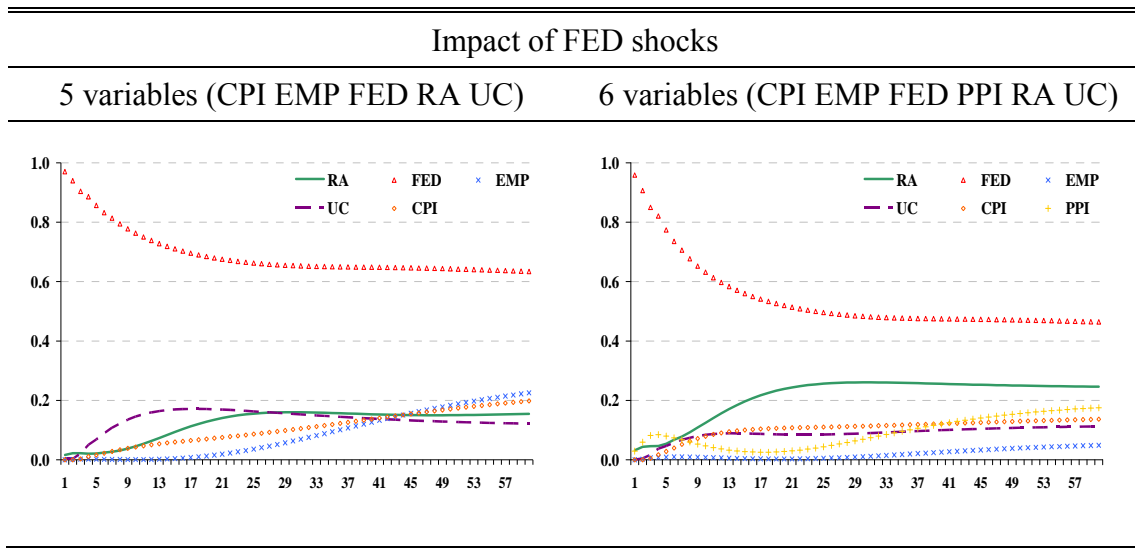 Impact of FED shocks
5 variables (CPI EMP FED RA UC)
6 variables (CPI EMP FED PPI RA UC)
1.0
0.8
0.6
0.4
0.2
0.0
RA FED EMP
UC CPI
1 5 9 13 17 21 25 29 33 37 41 45 49 53 57
1.0
0.8
0.6
0.4
0.2
0.0
RA FED EMP
UC CPI PPI
1 5 9 13 17 21 25 29 33 37 41 45 49 53 57